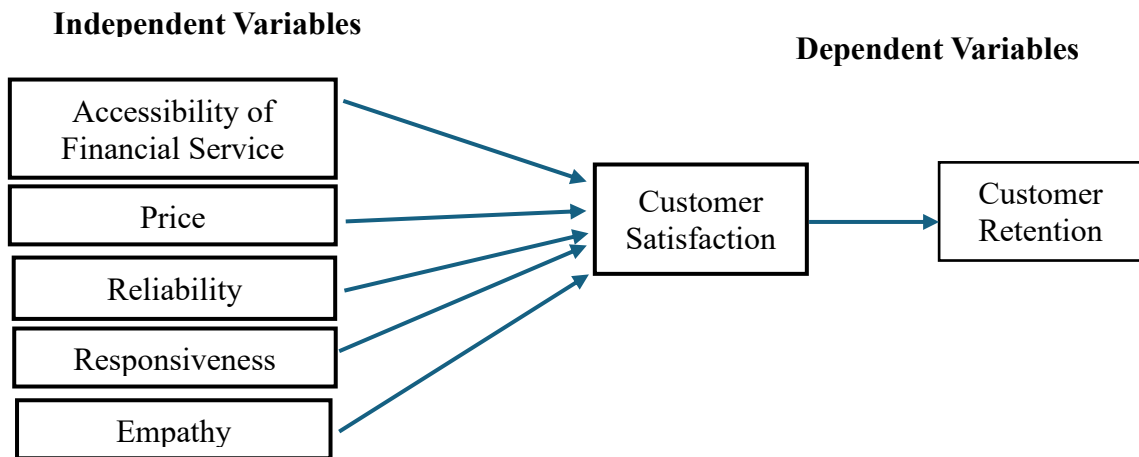 Independent Variables
Dependent Variables
Accessibility of
Financial Service
Price
Reliability
Responsiveness
Empathy
Customer
Satisfaction
Customer
Retention